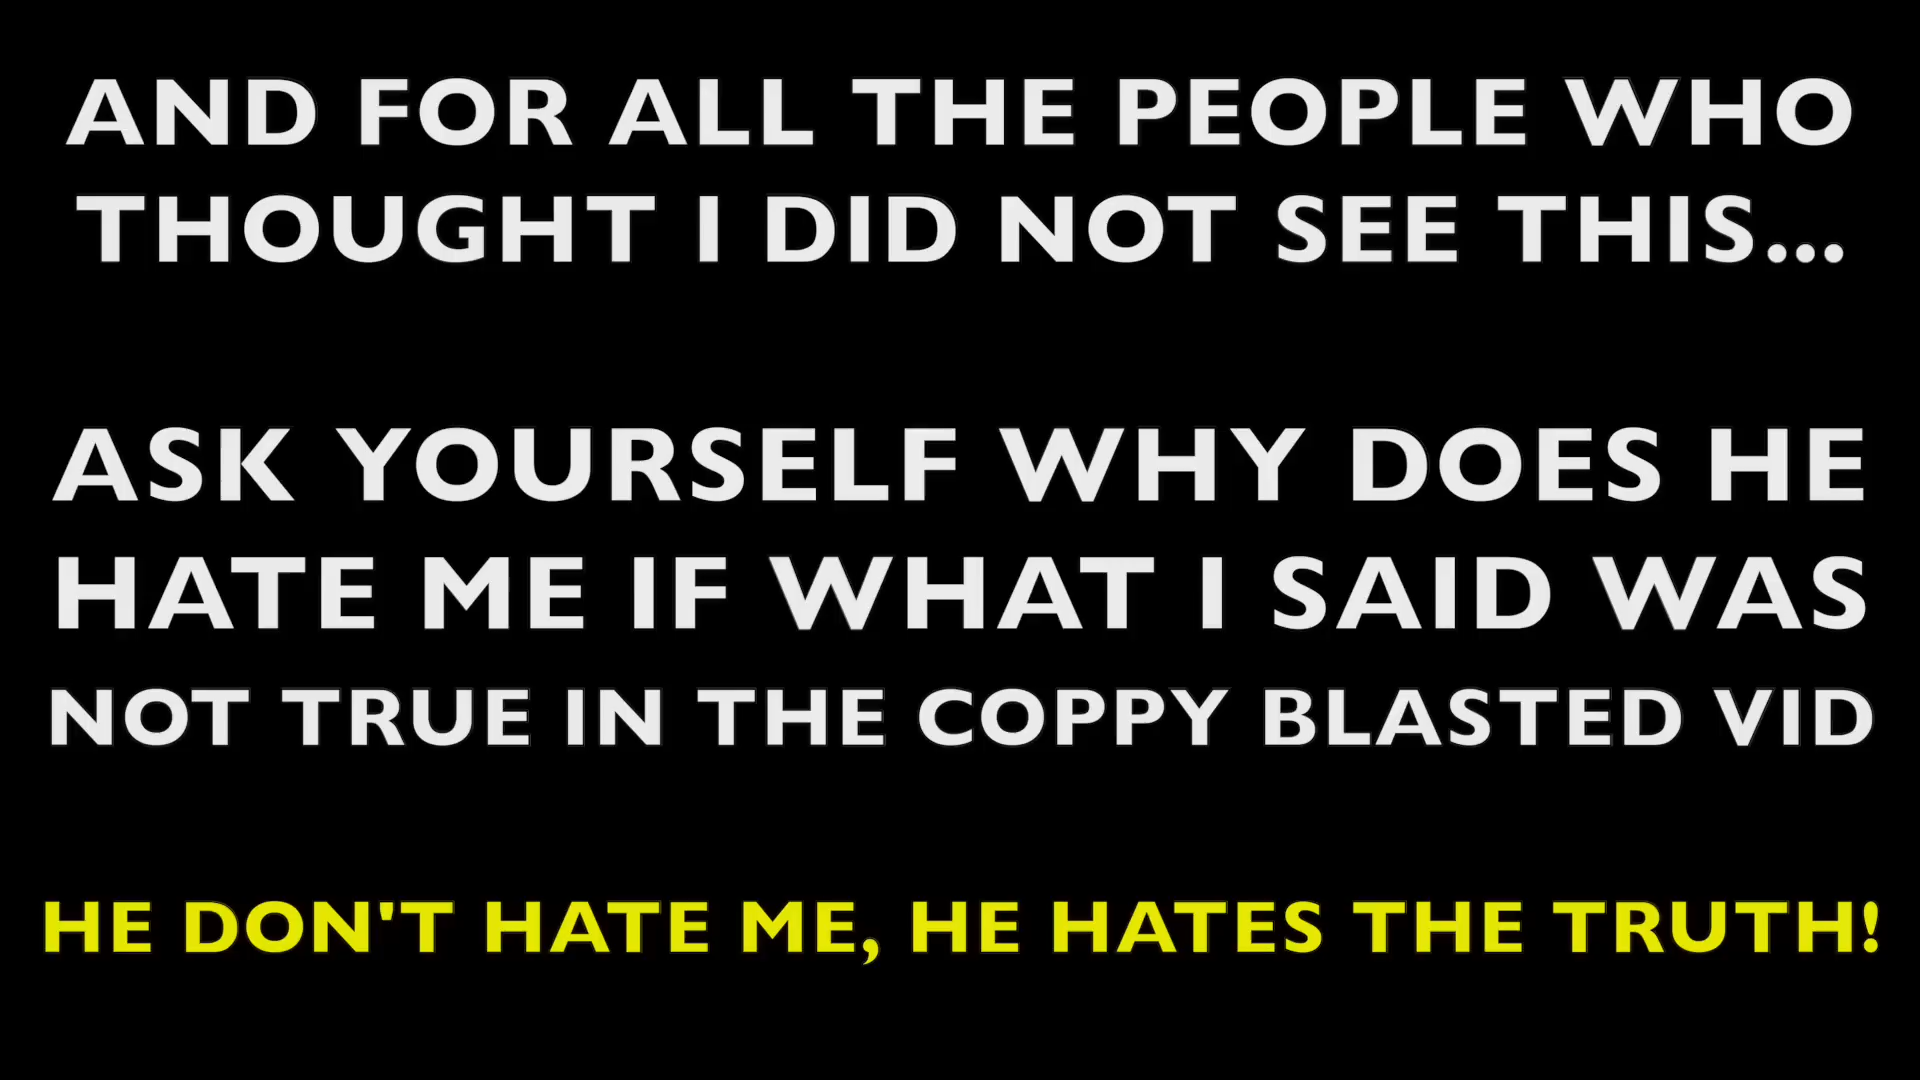 AND FOR ALL THE PEOPLE WHO
THOUGHT I DID NOT SEE THIS...
ASK YOURSELF WHY DOES HE
HATE ME IF WHAT I SAID WAS
NOT TRUE IN THE COPPY BLASTED VID
HE DON'T HATE ME, HE HATES THE TRUTH!